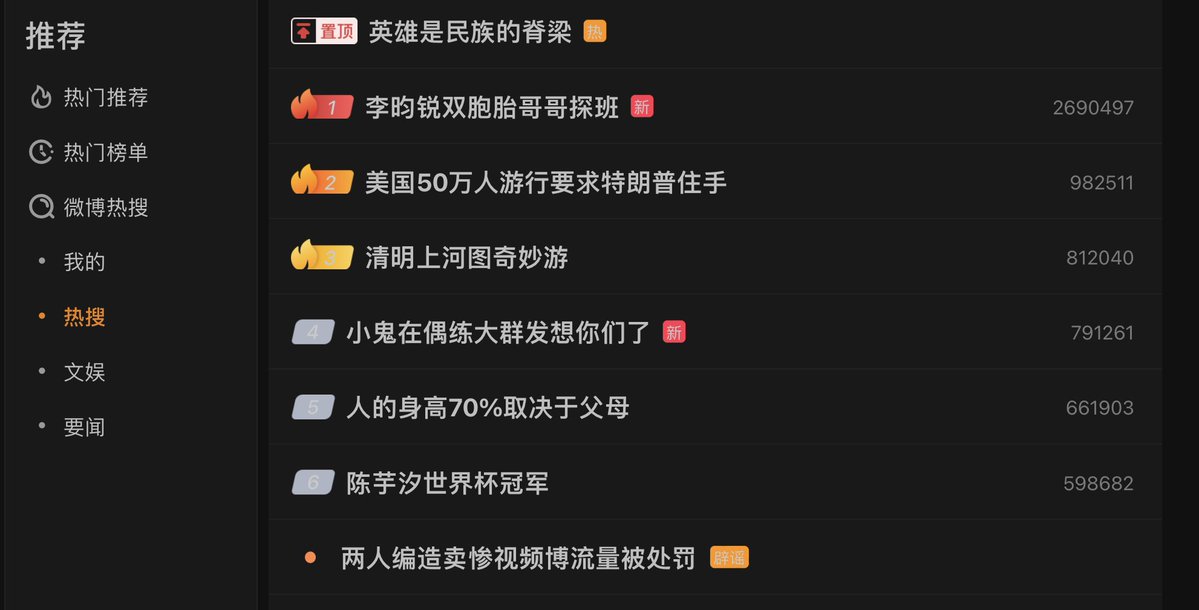 推荐
热门推荐
热门榜单
微博热搜
我的
热搜
文娱
要闻
置顶 英雄是民族的脊梁 热
1 李昀锐双胞胎哥哥探班 新 2690497
2 美国50万人游行要求特朗普住手 982511
3 清明上河图奇妙游 812040
4 小鬼在偶练大群发想你们了 新 791261
5 人的身高70%取决于父母 661903
6 陈芋汐世界杯冠军 598682
两人编造卖惨视频博流量被处罚 辟谣